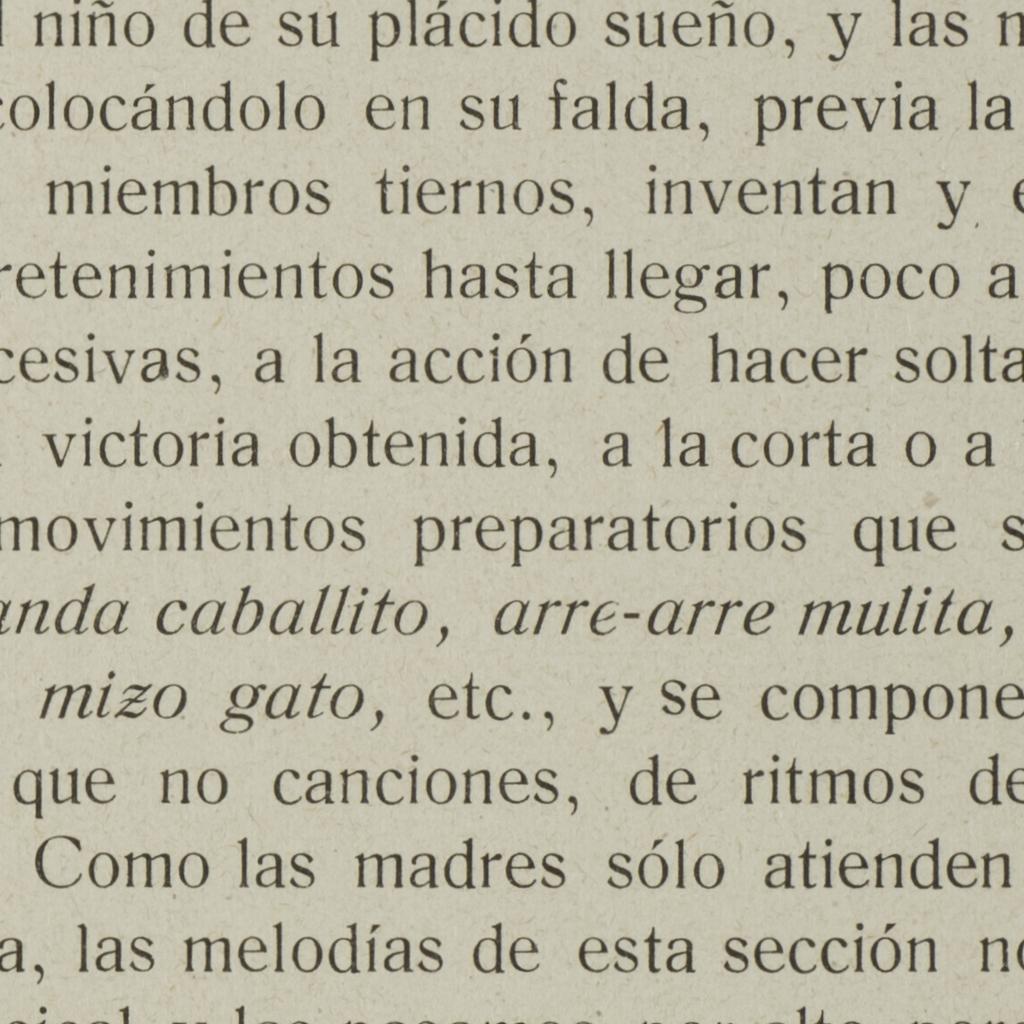 niño de su plácido sueño, y las
colocándolo en su falda, previa la
miembros tiernos, inventan y
retenimientos hasta llegar, poco a
cesivas, a la acción de hacer solta
victoria obtenida, a la corta o a
movimientos preparatorios que s
anda caballito, arre-arre mulita,
mizo gato, etc., y se compone
que no canciones, de ritmos de
Como las madres sólo atienden
a, las melodías de esta sección no